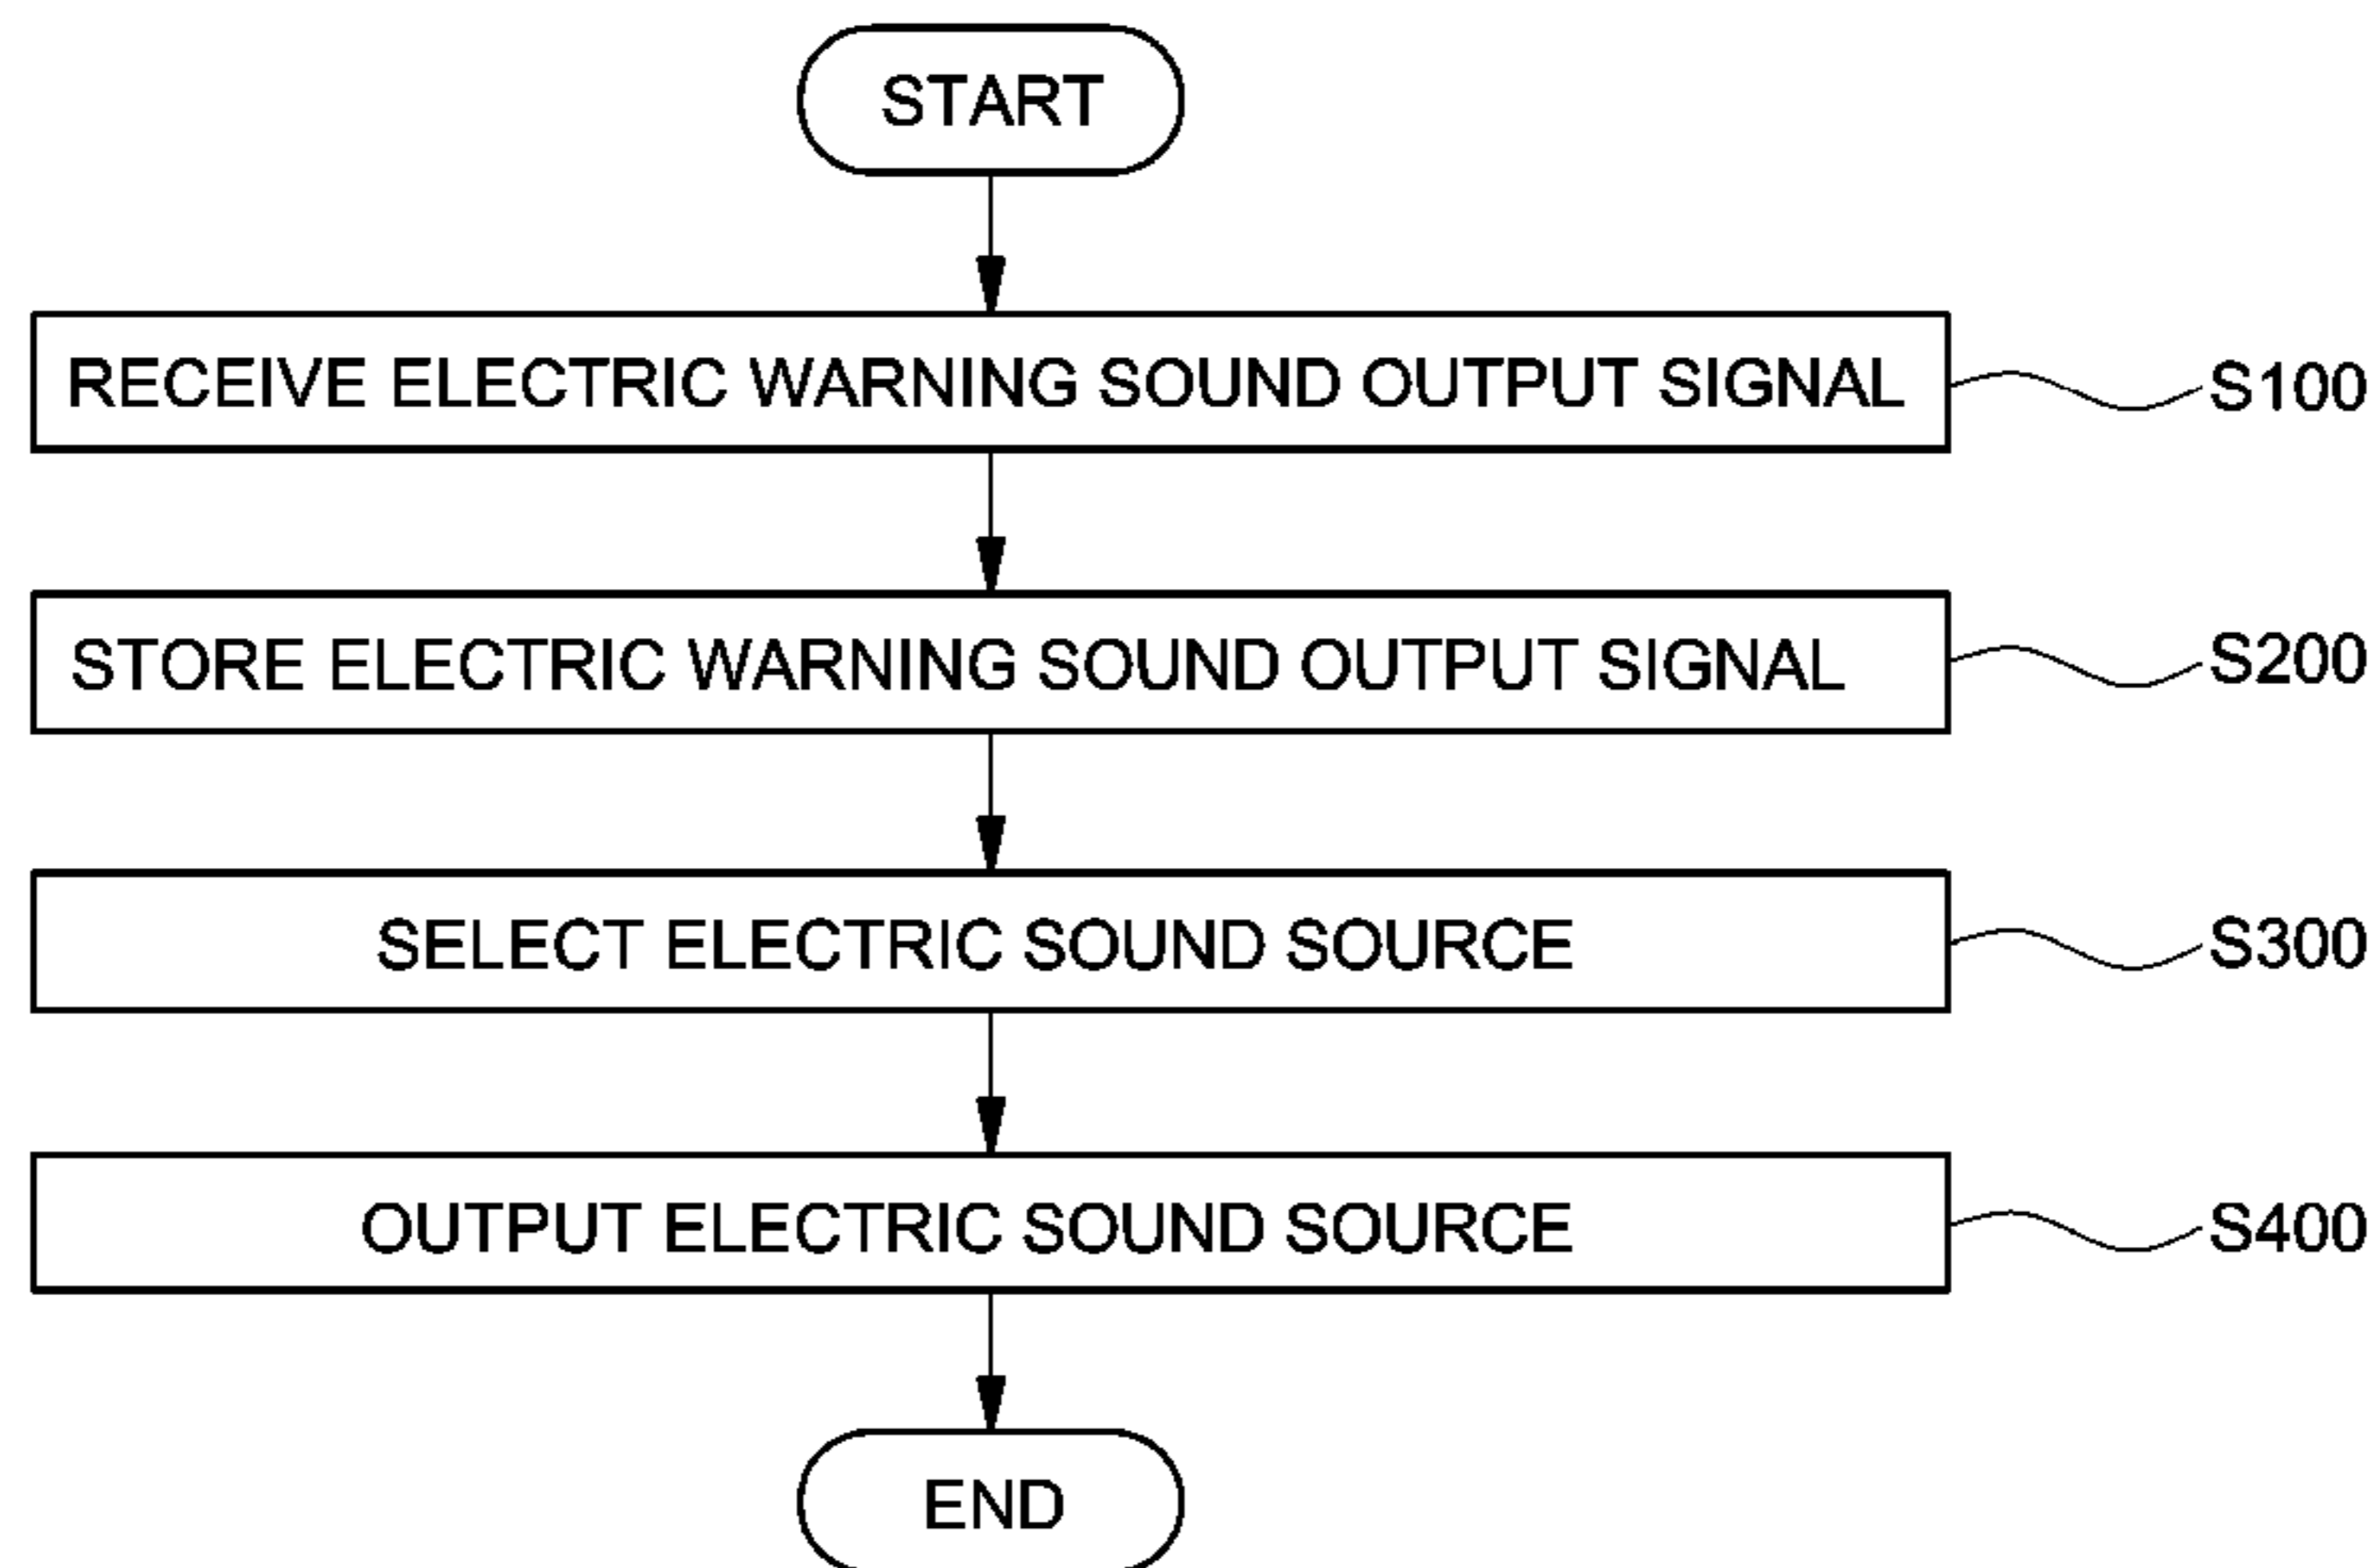 START
RECEIVE ELECTRIC WARNING SOUND OUTPUT SIGNAL S100
STORE ELECTRIC WARNING SOUND OUTPUT SIGNAL S200
SELECT ELECTRIC SOUND SOURCE S300
OUTPUT ELECTRIC SOUND SOURCE S400
END